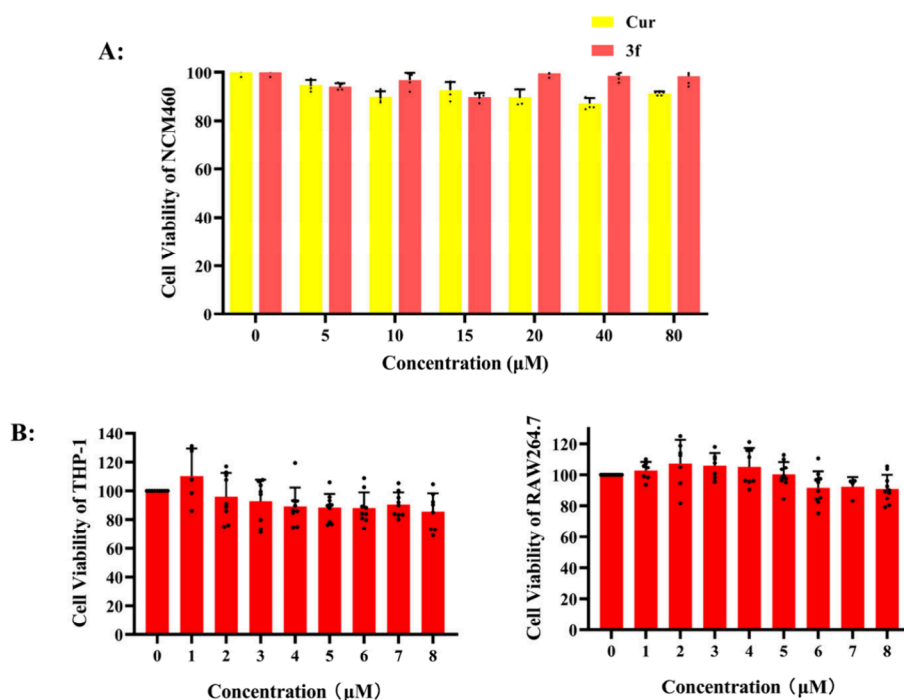 A:
Cur
3f
Cell Viability of NCM460
100
80
60
40
20
0
0 5 10 15 20 40 80
Concentration (μM)
B:
Cell Viability of THP-1
140
120
100
80
60
40
20
0
0 1 2 3 4 5 6 7 8
Concentration（μM）
Cell Viability of RAW264.7
120
100
80
60
40
20
0
0 1 2 3 4 5 6 7 8
Concentration（μM）